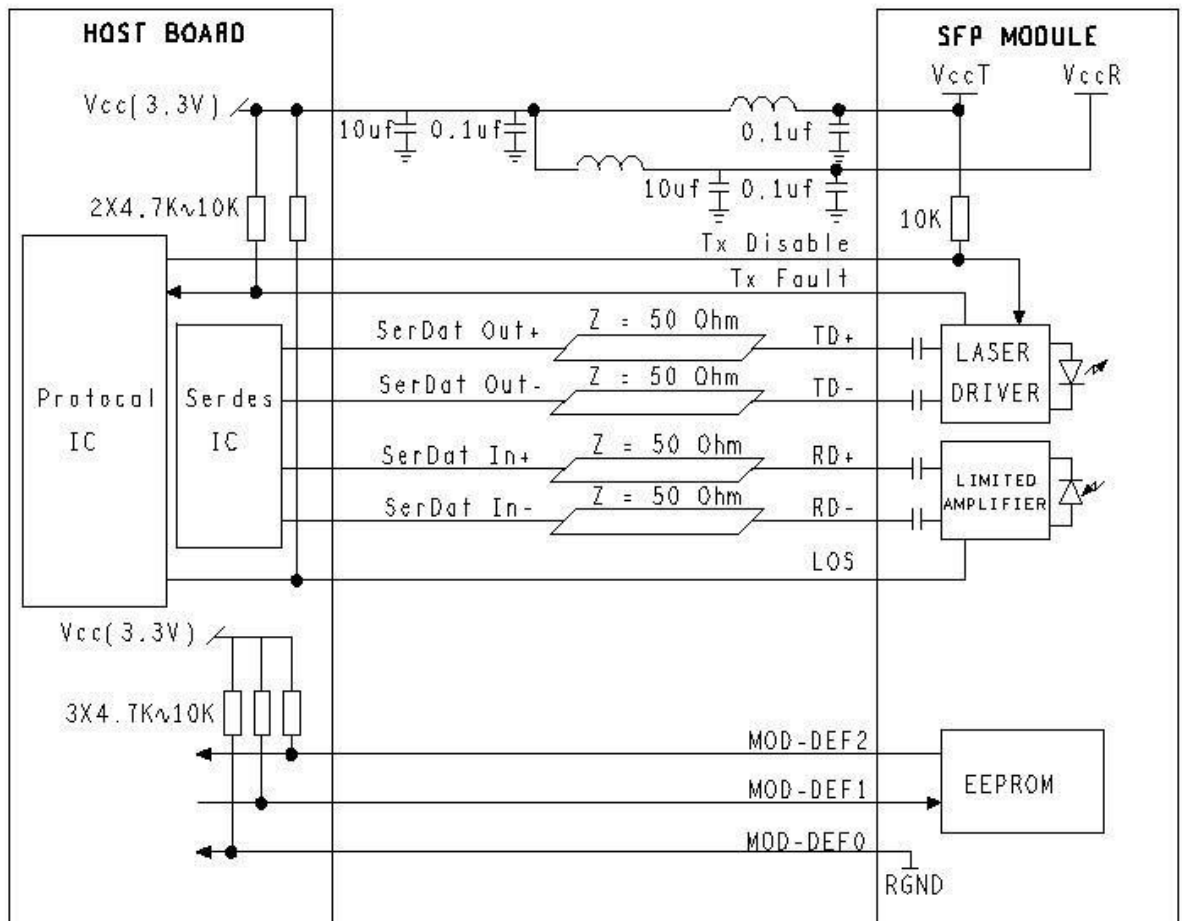 HOST BOARD
SFP MODULE
VccT VccR
Vcc(3.3V)
10uf 0.1uf 0.1uf
10uf 0.1uf
2X4.7K~10K
10K
Tx Disable
Tx Fault
SerDat Out+ Z = 50 Ohm TD+
LASER
DRIVER
SerDat Out- Z = 50 Ohm TD-
Protocal
IC
Serdes
IC
SerDat In+ Z = 50 Ohm RD+
LIMITED
AMPLIFIER
SerDat In- Z = 50 Ohm RD-
LOS
Vcc(3.3V)
3X4.7K~10K
MOD-DEF2
EEPROM
MOD-DEF1
MOD-DEF0
RGND